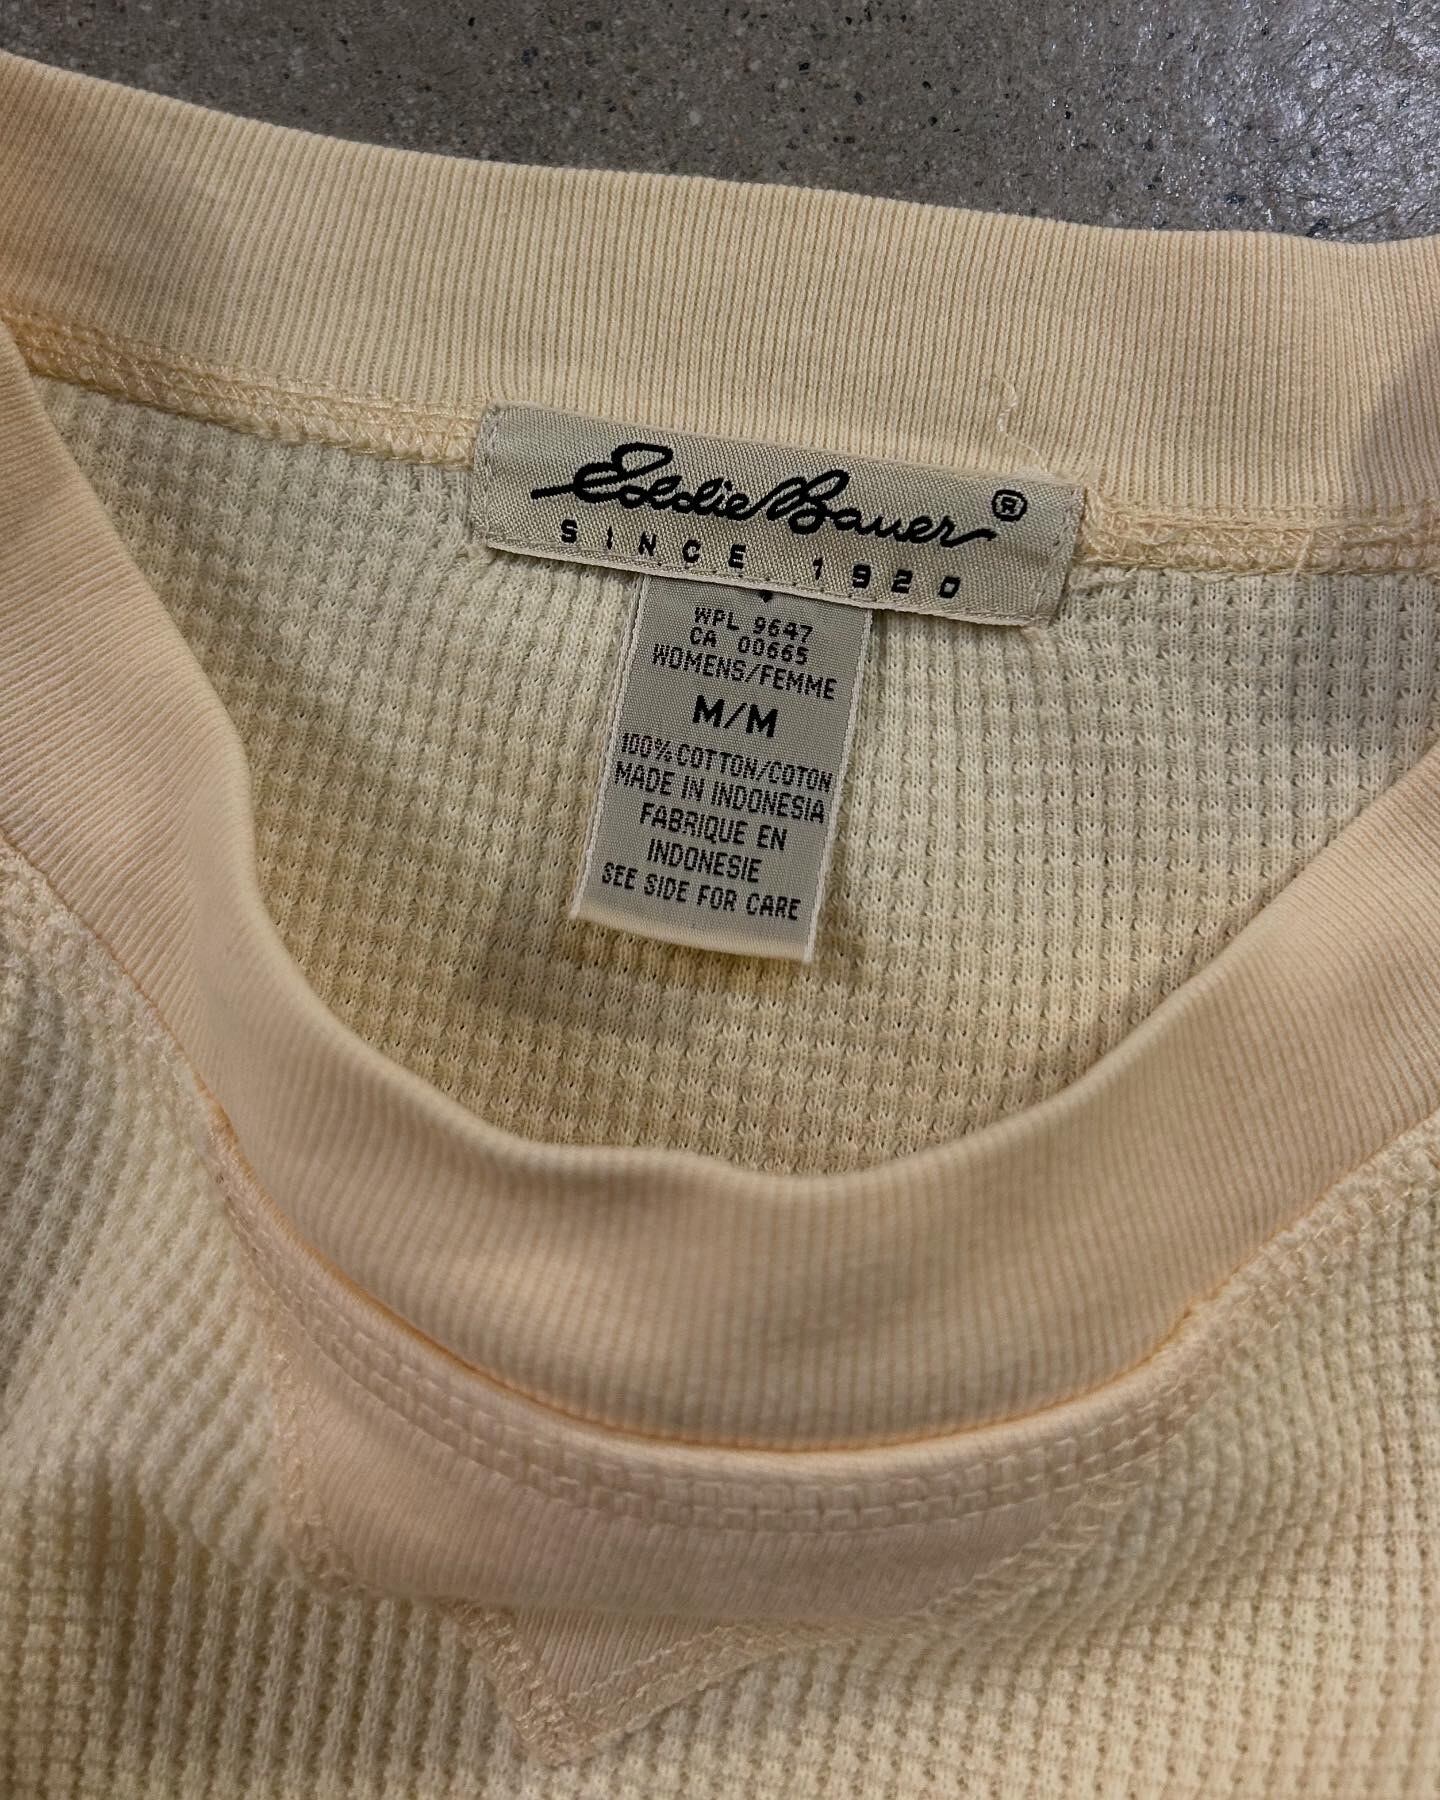 Eddie Bauer®
SINCE 1920
WPL 9647
CA 00665
WOMENS/FEMME
M/M
100% COTTON/COTON
MADE IN INDONESIA
FABRIQUE EN
INDONESIE
SEE SIDE FOR CARE